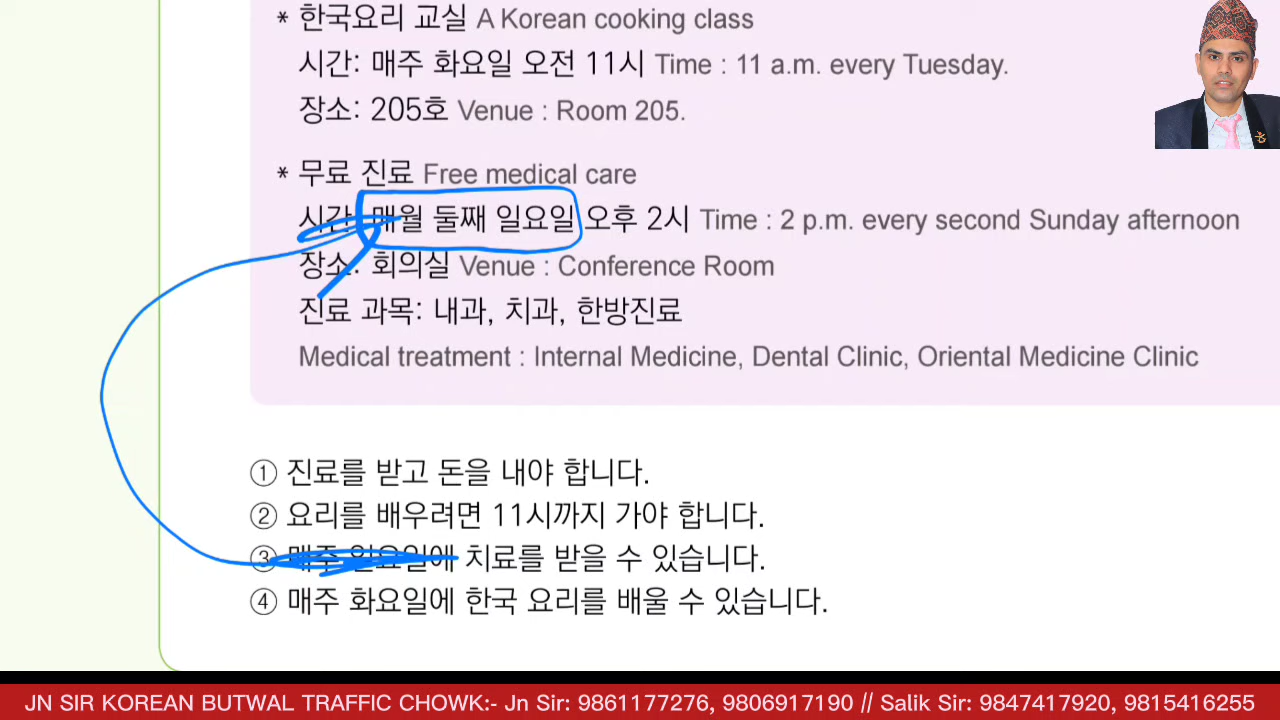 * 한국요리 교실 A Korean cooking class
시간: 매주 화요일 오전 11시 Time : 11 a.m. every Tuesday.
장소: 205호 Venue : Room 205.
* 무료 진료 Free medical care
시간: 매월 둘째 일요일 오후 2시 Time : 2 p.m. every second Sunday afternoon
장소: 회의실 Venue : Conference Room
진료 과목: 내과, 치과, 한방진료
Medical treatment : Internal Medicine, Dental Clinic, Oriental Medicine Clinic
① 진료를 받고 돈을 내야 합니다.
② 요리를 배우려면 11시까지 가야 합니다.
③ 매주 일요일에 치료를 받을 수 있습니다.
④ 매주 화요일에 한국 요리를 배울 수 있습니다.
JN SIR KOREAN BUTWAL TRAFFIC CHOWK:- Jn Sir: 9861177276, 9806917190 // Salik Sir: 9847417920, 9815416255